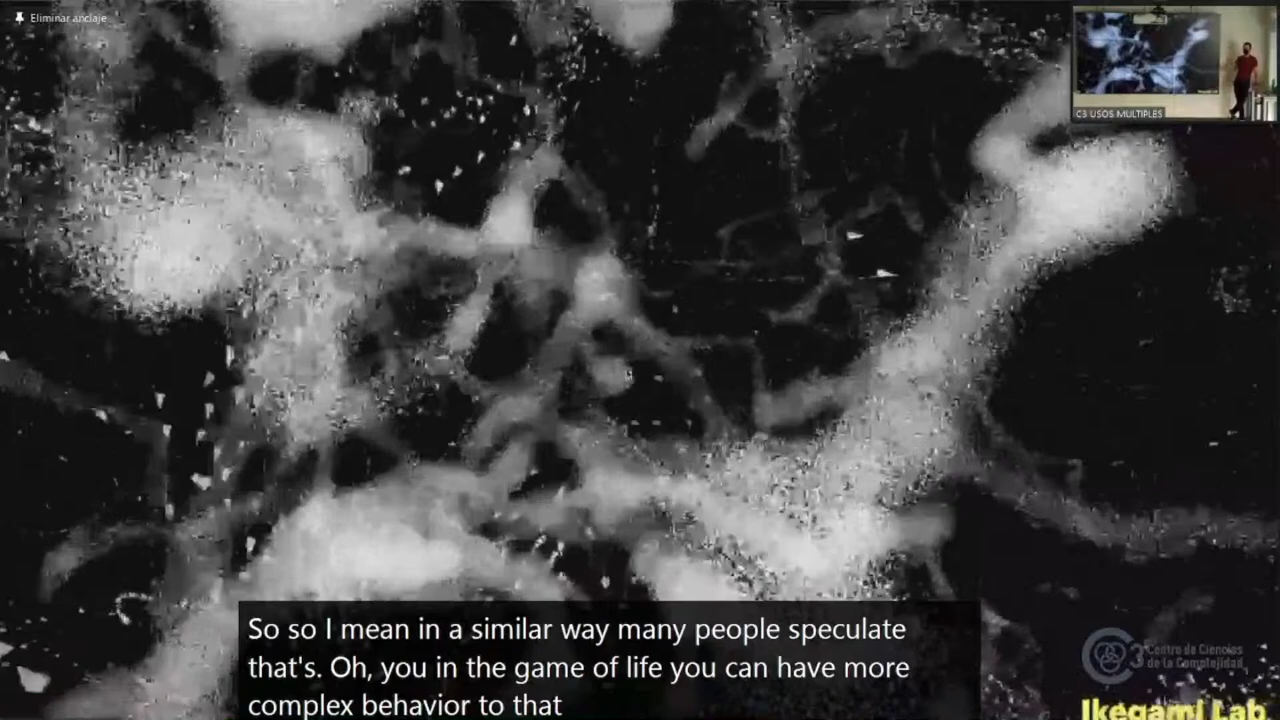 Eliminar anclaje
C3 USOS MULTIPLES
So so I mean in a similar way many people speculate
that's. Oh, you in the game of life you can have more
complex behavior to that
C3 Centro de Ciencias
de la Complejidad
Ikegami Lab